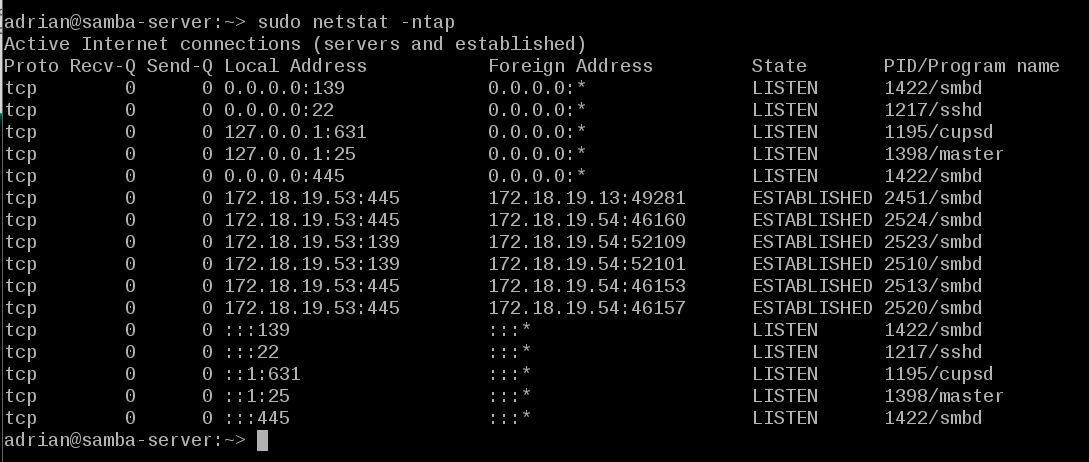 adrian@samba-server:~> sudo netstat -ntap
Active Internet connections (servers and established)
Proto Recv-Q Send-Q Local Address           Foreign Address         State       PID/Program name
tcp        0      0 0.0.0.0:139             0.0.0.0:*               LISTEN      1422/smbd
tcp        0      0 0.0.0.0:22              0.0.0.0:*               LISTEN      1217/sshd
tcp        0      0 127.0.0.1:631           0.0.0.0:*               LISTEN      1195/cupsd
tcp        0      0 127.0.0.1:25            0.0.0.0:*               LISTEN      1398/master
tcp        0      0 0.0.0.0:445             0.0.0.0:*               LISTEN      1422/smbd
tcp        0      0 172.18.19.53:445        172.18.19.13:49281      ESTABLISHED 2451/smbd
tcp        0      0 172.18.19.53:445        172.18.19.54:46160      ESTABLISHED 2524/smbd
tcp        0      0 172.18.19.53:139        172.18.19.54:52109      ESTABLISHED 2523/smbd
tcp        0      0 172.18.19.53:139        172.18.19.54:52101      ESTABLISHED 2510/smbd
tcp        0      0 172.18.19.53:445        172.18.19.54:46153      ESTABLISHED 2513/smbd
tcp        0      0 172.18.19.53:445        172.18.19.54:46157      ESTABLISHED 2520/smbd
tcp        0      0 :::139                  :::*                    LISTEN      1422/smbd
tcp        0      0 :::22                   :::*                    LISTEN      1217/sshd
tcp        0      0 ::1:631                 :::*                    LISTEN      1195/cupsd
tcp        0      0 ::1:25                  :::*                    LISTEN      1398/master
tcp        0      0 :::445                  :::*                    LISTEN      1422/smbd
adrian@samba-server:~>